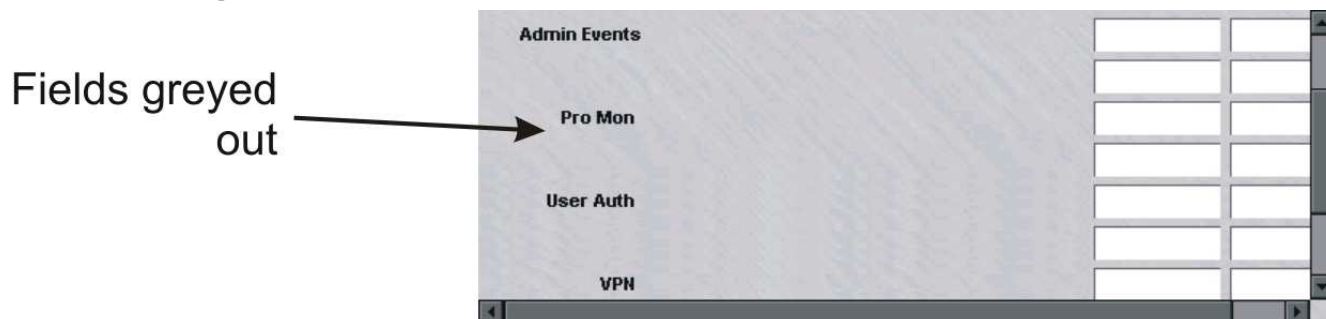 Fields greyed
out
Admin Events
Pro Mon
User Auth
VPN